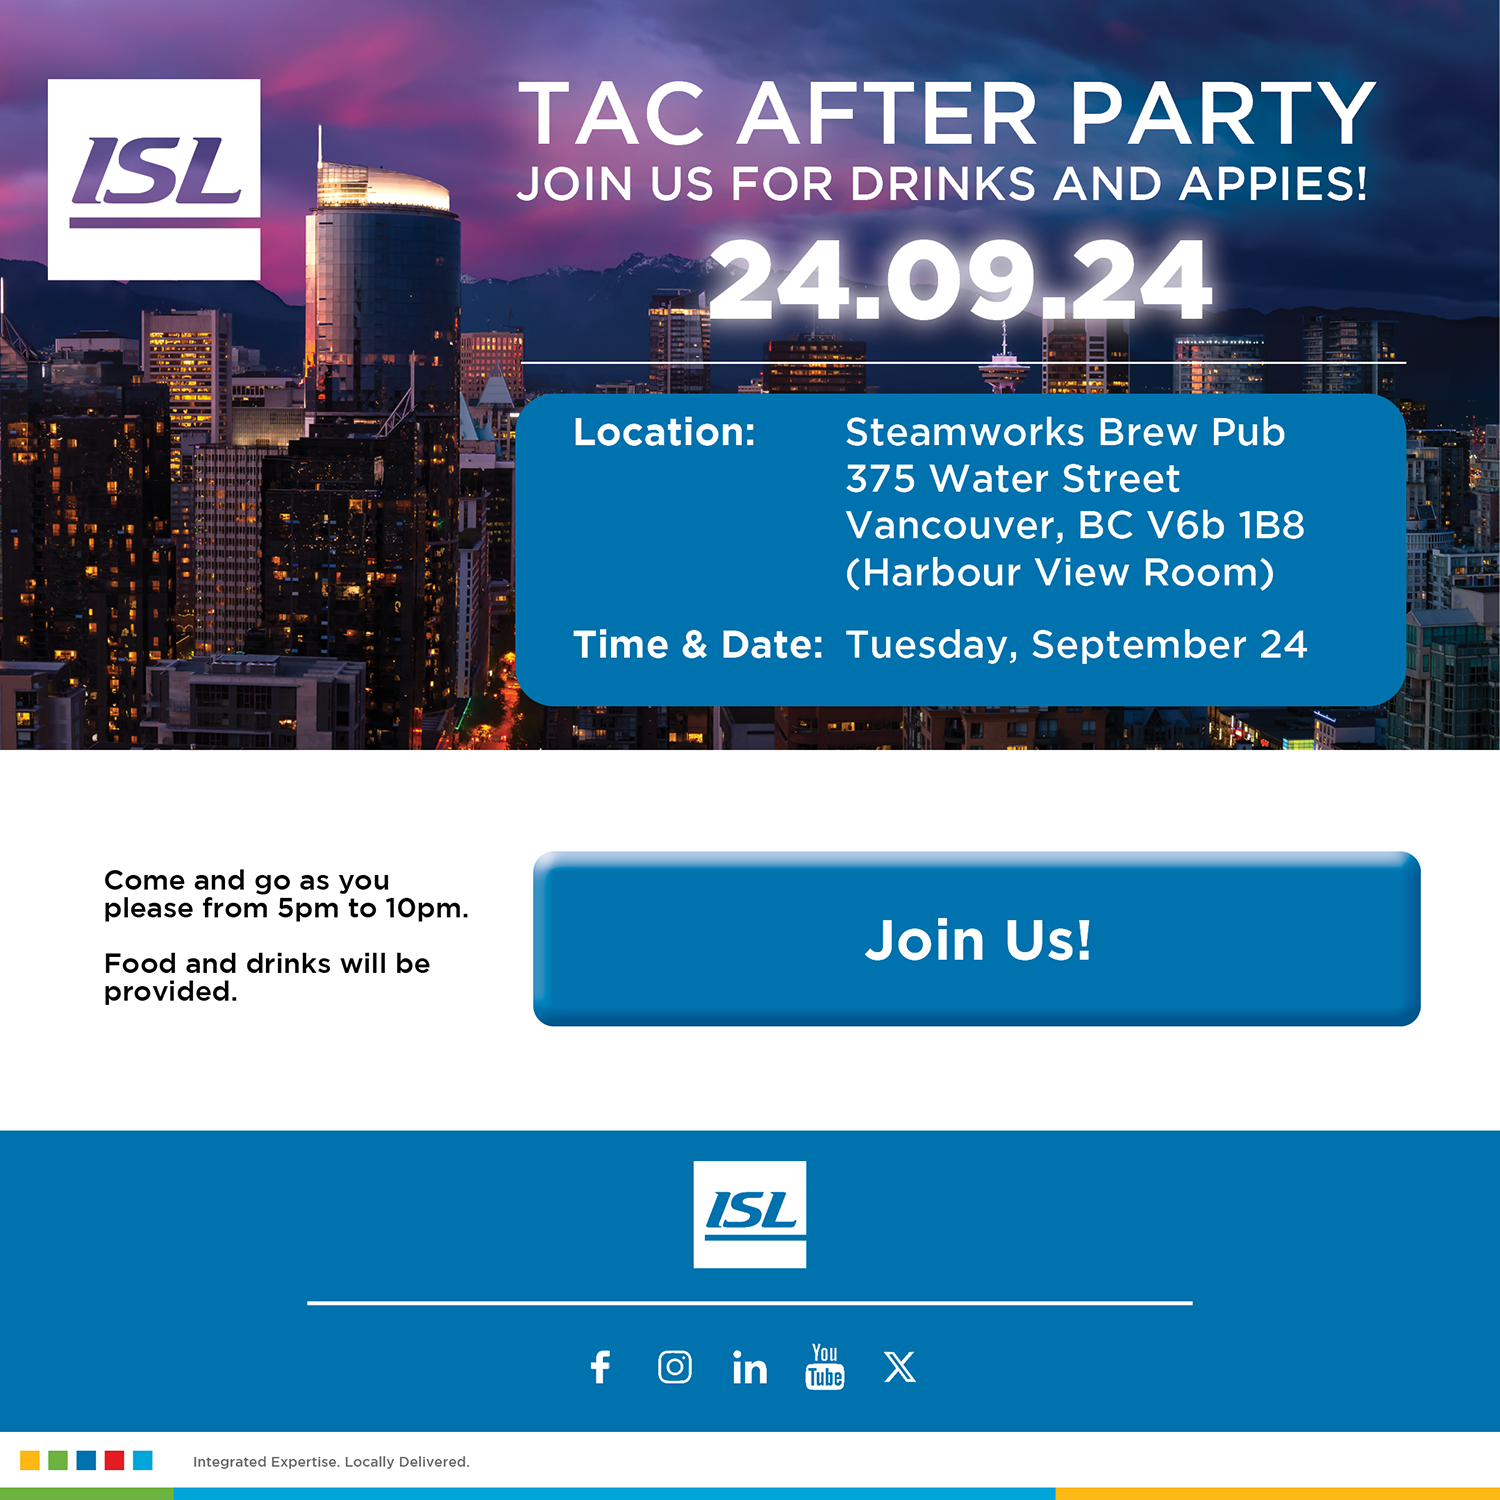 ISL
TAC AFTER PARTY
JOIN US FOR DRINKS AND APPIES!
24.09.24
Location: Steamworks Brew Pub
375 Water Street
Vancouver, BC V6b 1B8
(Harbour View Room)
Time & Date: Tuesday, September 24
Come and go as you
please from 5pm to 10pm.
Food and drinks will be
provided.
Join Us!
ISL
f in You Tube X
Integrated Expertise. Locally Delivered.